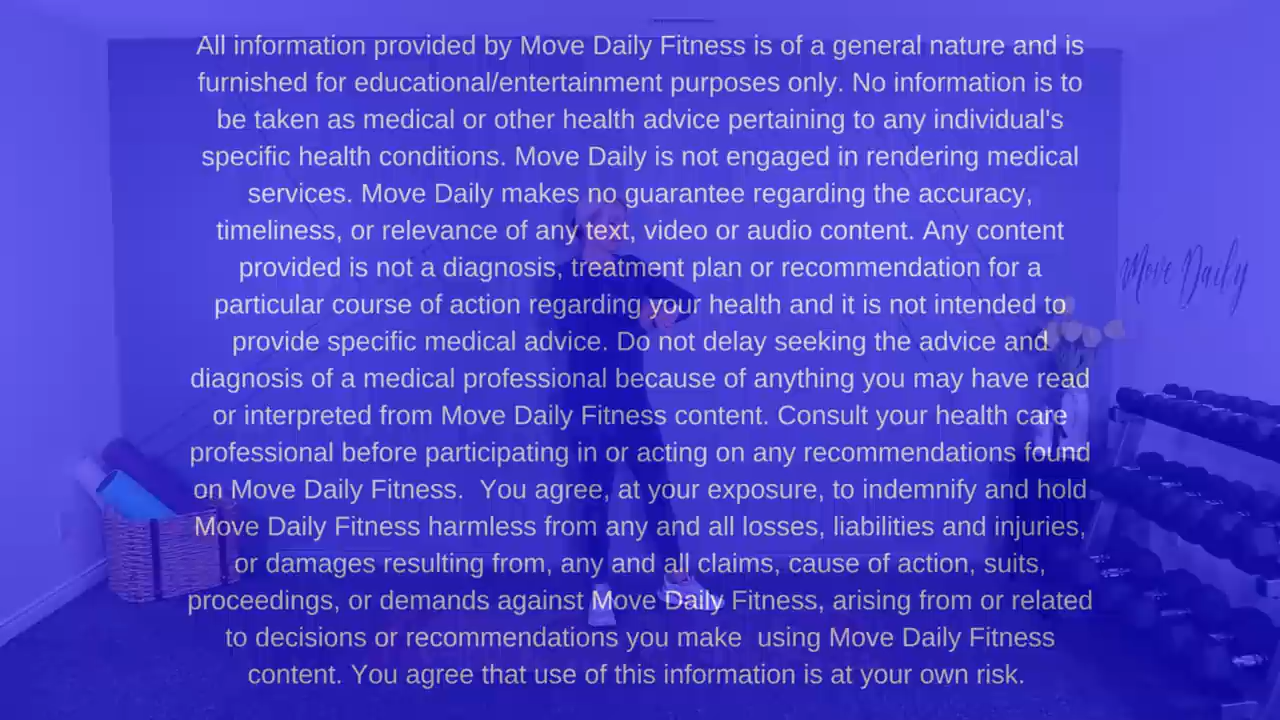 All information provided by Move Daily Fitness is of a general nature and is
furnished for educational/entertainment purposes only. No information is to
be taken as medical or other health advice pertaining to any individual's
specific health conditions. Move Daily is not engaged in rendering medical
services. Move Daily makes no guarantee regarding the accuracy,
timeliness, or relevance of any text, video or audio content. Any content
provided is not a diagnosis, treatment plan or recommendation for a
particular course of action regarding your health and it is not intended to
provide specific medical advice. Do not delay seeking the advice and
diagnosis of a medical professional because of anything you may have read
or interpreted from Move Daily Fitness content. Consult your health care
professional before participating in or acting on any recommendations found
on Move Daily Fitness.  You agree, at your exposure, to indemnify and hold
Move Daily Fitness harmless from any and all losses, liabilities and injuries,
or damages resulting from, any and all claims, cause of action, suits,
proceedings, or demands against Move Daily Fitness, arising from or related
to decisions or recommendations you make  using Move Daily Fitness
content. You agree that use of this information is at your own risk.
Move Daily